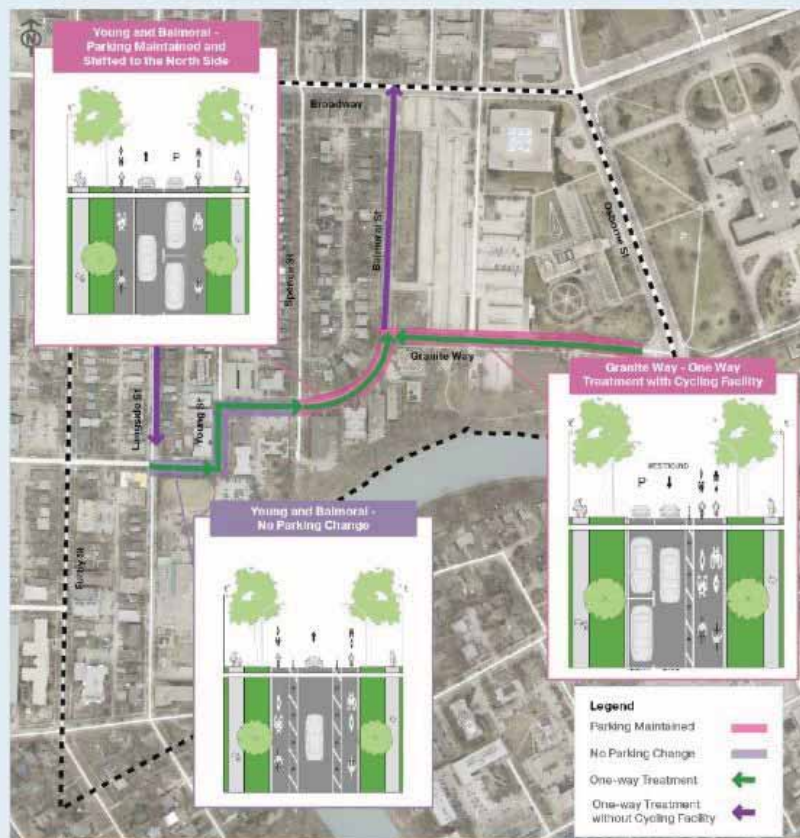 N
Young and Balmoral -
Parking Maintained and
Shifted to the North Side
P
Broadway
Osborne St
Spence St
Balmoral St
Granite Way
Langside St
Young St
Furby St
Granite Way - One Way
Treatment with Cycling Facility
WESTBOUND
P
Young and Balmoral -
No Parking Change
Legend
Parking Maintained
No Parking Change
One-way Treatment
One-way Treatment
without Cycling Facility